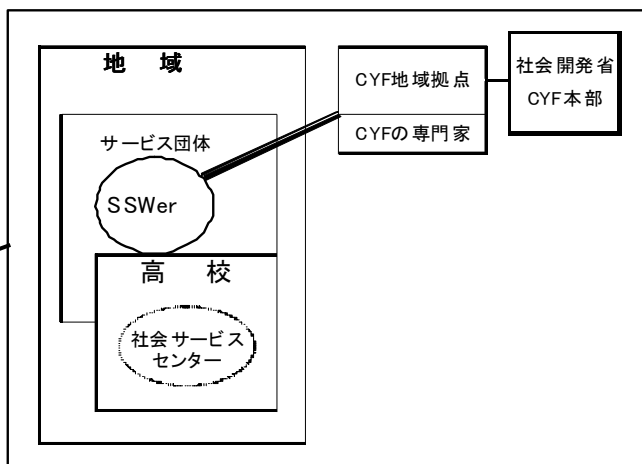 地 域
サービス団体
SSWer
高 校
社会サービス
センター
CYF地域拠点
CYFの専門家
社会開発省
CYF本部